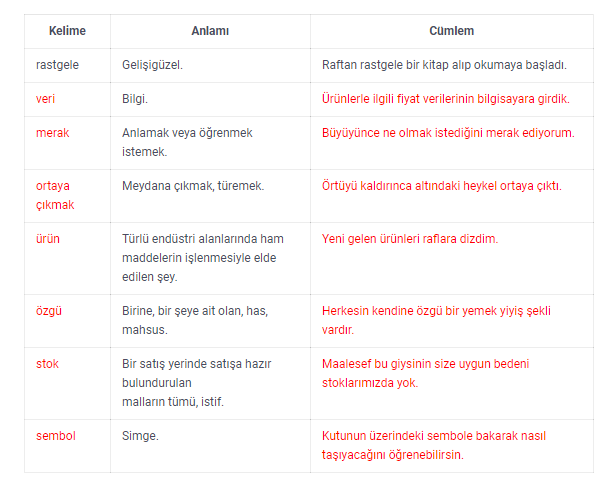 Kelime Anlamı Cümlem
rastgele Gelişigüzel. Raftan rastgele bir kitap alıp okumaya başladı.
veri Bilgi. Ürünlerle ilgili fiyat verilerinin bilgisayara girdik.
merak Anlamak veya öğrenmek Büyüyünce ne olmak istediğini merak ediyorum.
istemek.
ortaya Meydana çıkmak, türemek. Örtüyü kaldırınca altındaki heykel ortaya çıktı.
çıkmak
ürün Türlü endüstri alanlarında ham Yeni gelen ürünleri raflara dizdim.
maddelerin işlenmesiyle elde
edilen şey.
özgü Birine, bir şeye ait olan, has, Herkesin kendine özgü bir yemek yiyiş şekli
mahsus. vardır.
stok Bir satış yerinde satışa hazır Maalesef bu giysinin size uygun bedeni
bulundurulan stoklarımızda yok.
malların tümü, istif.
sembol Simge. Kutunun üzerindeki sembole bakarak nasıl
taşıyacağını öğrenebilirsin.